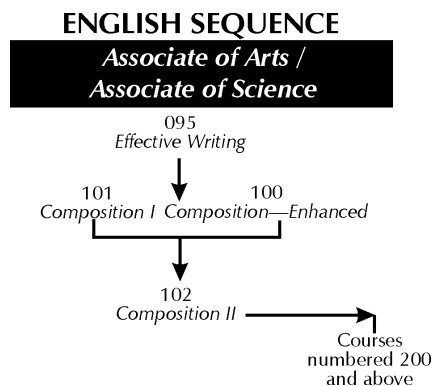 ENGLISH SEQUENCE
Associate of Arts /
Associate of Science
095
Effective Writing
101
Composition I
100
Composition—Enhanced
102
Composition II
Courses
numbered 200
and above